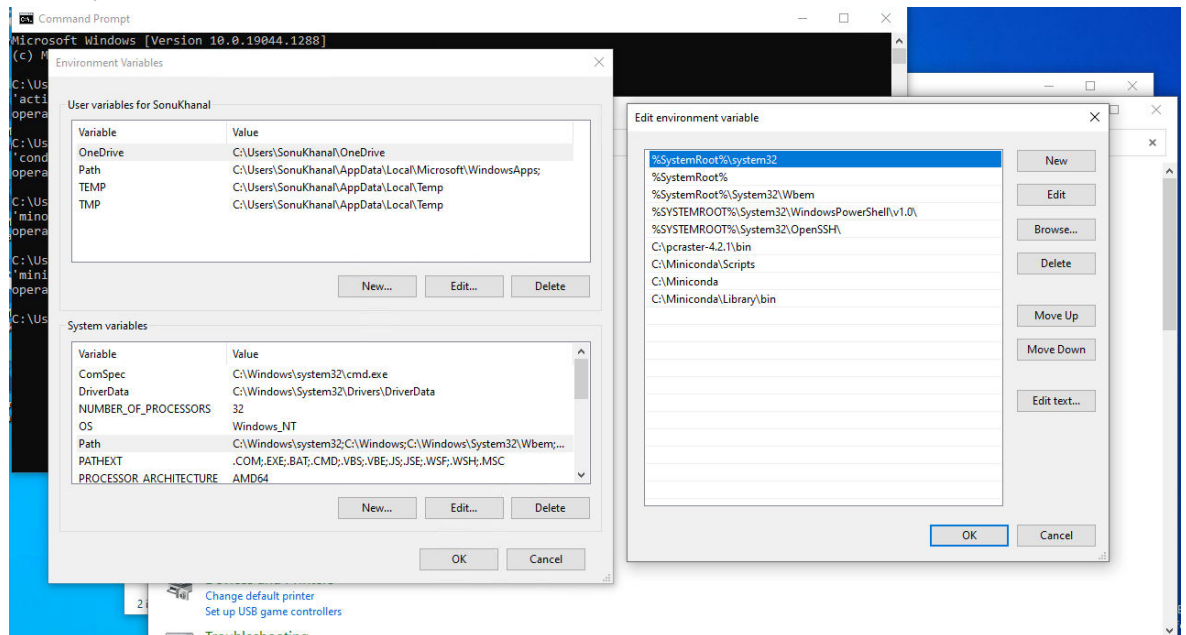 Command Prompt
Microsoft Windows [Version 10.0.19044.1288]
(c) M
C:\Us
'acti
opera
C:\Us
'cond
opera
C:\Us
'mino
opera
C:\Us
'mini
opera
C:\Us
Environment Variables
User variables for SonuKhanal
Variable Value
OneDrive C:\Users\SonuKhanal\OneDrive
Path C:\Users\SonuKhanal\AppData\Local\Microsoft\WindowsApps;
TEMP C:\Users\SonuKhanal\AppData\Local\Temp
TMP C:\Users\SonuKhanal\AppData\Local\Temp
New... Edit... Delete
System variables
Variable Value
ComSpec C:\Windows\system32\cmd.exe
DriverData C:\Windows\System32\Drivers\DriverData
NUMBER_OF_PROCESSORS 32
OS Windows_NT
Path C:\Windows\system32;C:\Windows;C:\Windows\System32\Wbem;...
PATHEXT .COM;.EXE;.BAT;.CMD;.VBS;.VBE;.JS;.JSE;.WSF;.WSH;.MSC
PROCESSOR_ARCHITECTURE AMD64
New... Edit... Delete
OK Cancel
Edit environment variable
%SystemRoot%\system32
%SystemRoot%
%SystemRoot%\System32\Wbem
%SYSTEMROOT%\System32\WindowsPowerShell\v1.0\
%SYSTEMROOT%\System32\OpenSSH\
C:\pcraster-4.2.1\bin
C:\Miniconda\Scripts
C:\Miniconda
C:\Miniconda\Library\bin
New
Edit
Browse...
Delete
Move Up
Move Down
Edit text...
OK Cancel
2 i
Change default printer
Set up USB game controllers
Troubleshooting